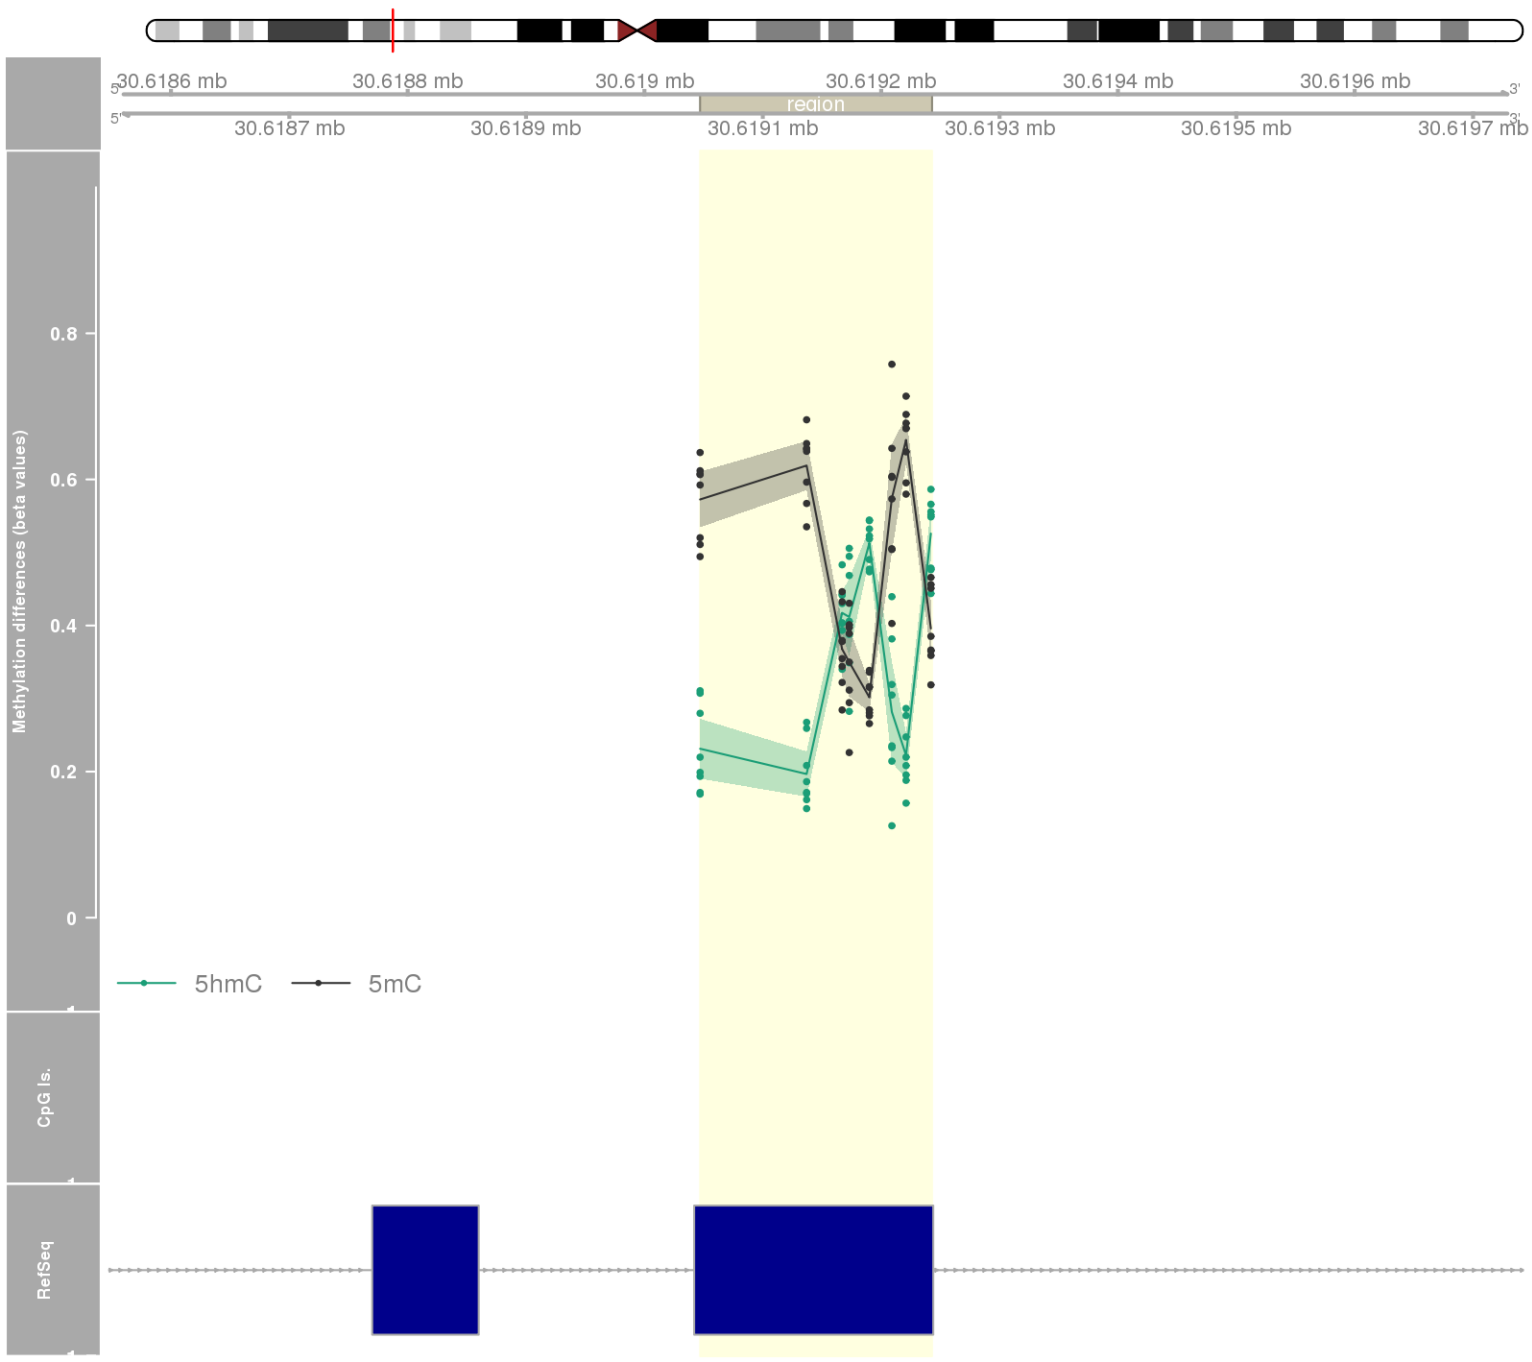 30.6186 mb 30.6188 mb 30.619 mb 30.6192 mb 30.6194 mb 30.6196 mb
5' 3'
region
5' 3'
30.6187 mb 30.6189 mb 30.6191 mb 30.6193 mb 30.6195 mb 30.6197 mb
Methylation differences (beta values)
0.8
0.6
0.4
0.2
0
5hmC 5mC
CpG Is.
RefSeq